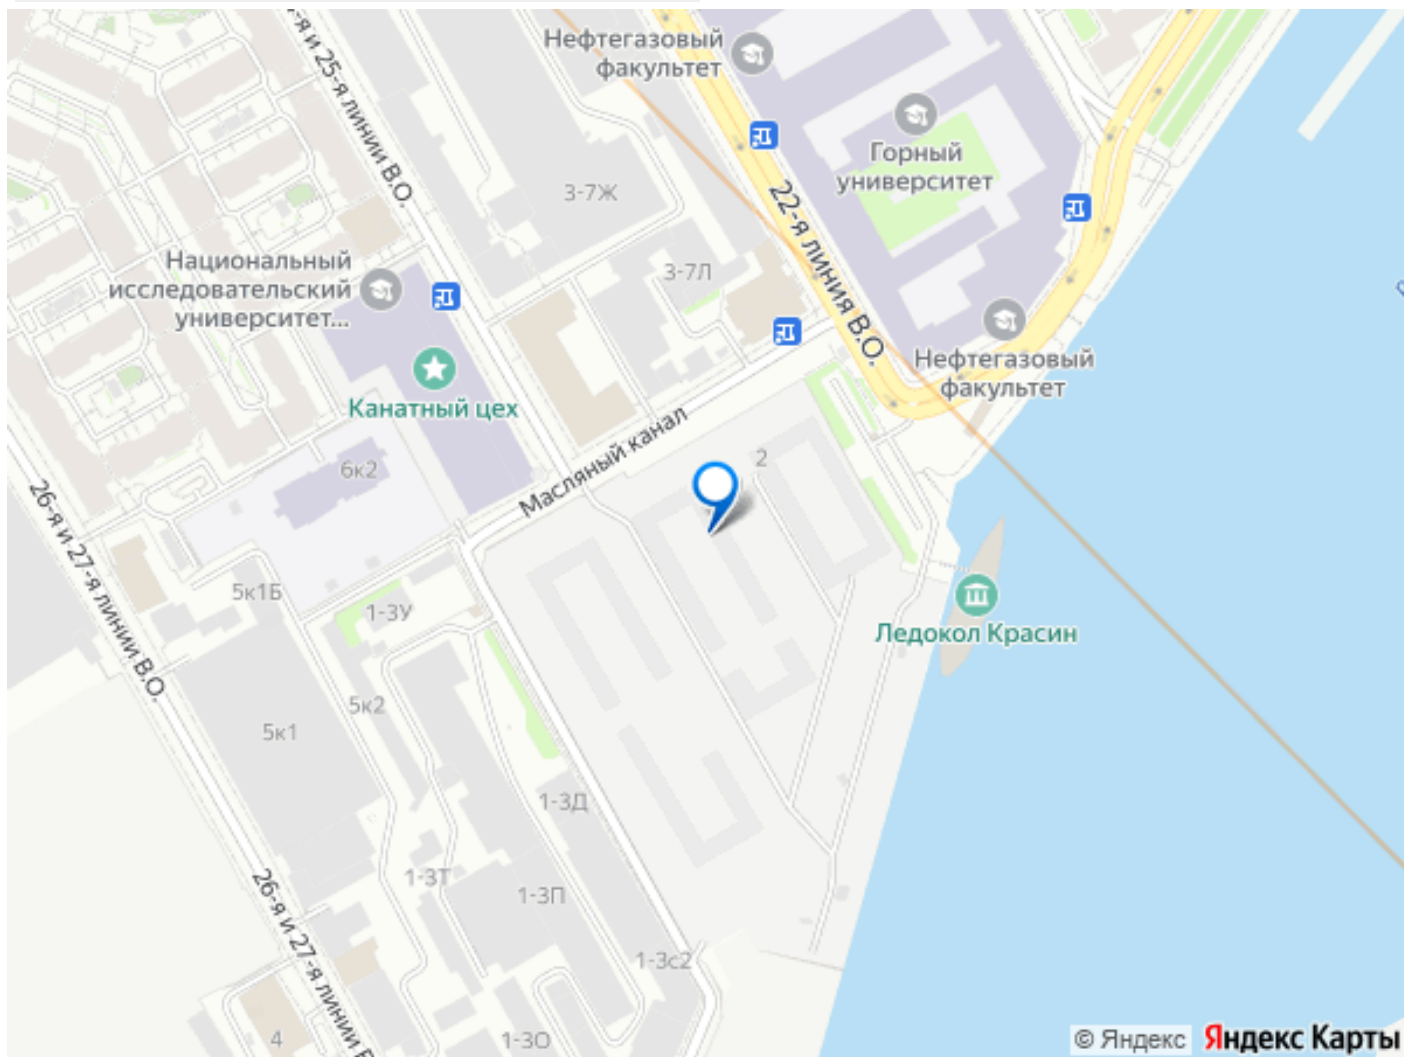 Нефтегазовый
факультет
-я и 25-я линии В.О.
Горный
университет
3-7Ж
22-я линия В.О.
Национальный
исследовательский
университет...
3-7Л
Нефтегазовый
факультет
Канатный цех
Масляный канал
6к2
2
26-я и 27-я линии В.О.
5к1Б
1-3У
Ледокол Красин
5к2
5к1
1-3Д
1-3Т
1-3П
26-я и 27-я линии В
1-3с2
4
1-3О
© Яндекс Яндекс Карты